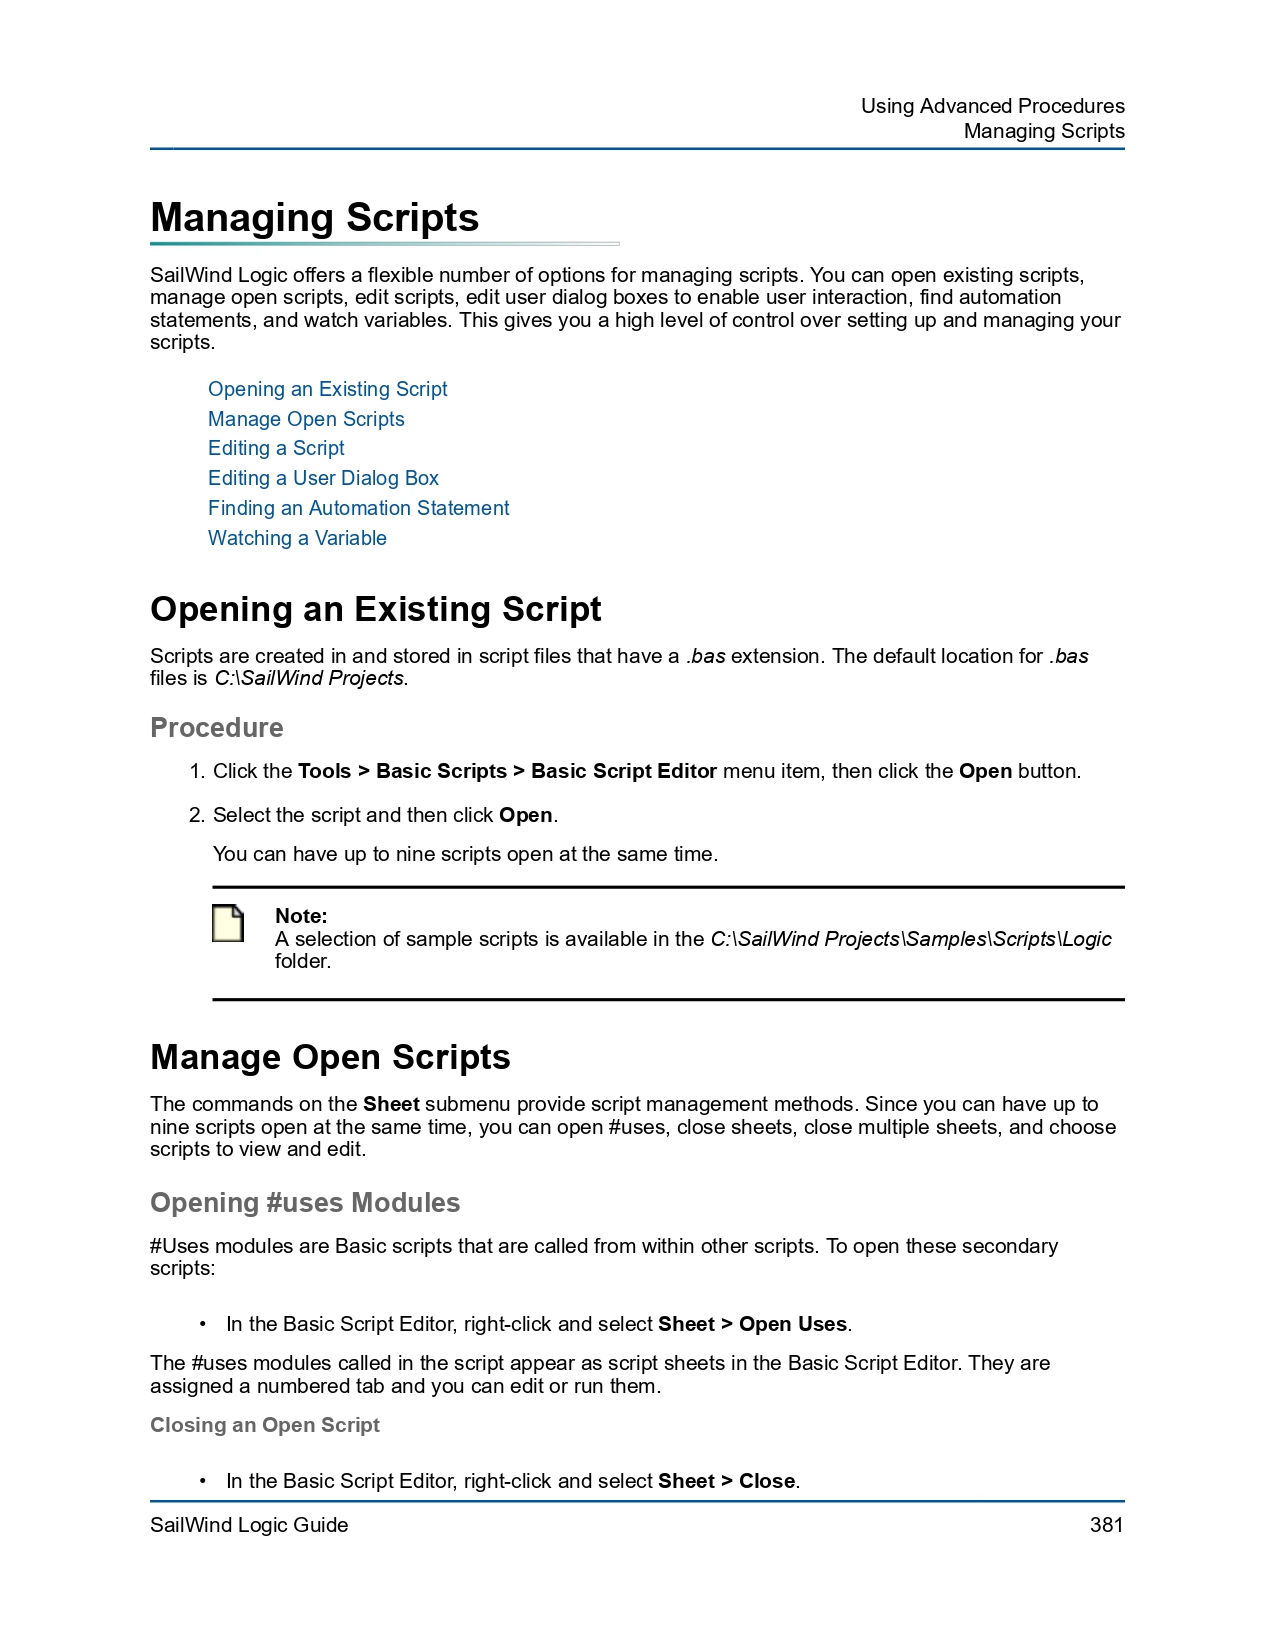 Using Advanced Procedures
Managing Scripts
Managing Scripts
SailWind Logic offers a flexible number of options for managing scripts. You can open existing scripts,
manage open scripts, edit scripts, edit user dialog boxes to enable user interaction, find automation
statements, and watch variables. This gives you a high level of control over setting up and managing your
scripts.
Opening an Existing Script
Manage Open Scripts
Editing a Script
Editing a User Dialog Box
Finding an Automation Statement
Watching a Variable
Opening an Existing Script
Scripts are created in and stored in script files that have a .bas extension. The default location for .bas
files is C:\SailWind Projects.
Procedure
1. Click the Tools > Basic Scripts > Basic Script Editor menu item, then click the Open button.
2. Select the script and then click Open.
You can have up to nine scripts open at the same time.
Note:
A selection of sample scripts is available in the C:\SailWind Projects\Samples\Scripts\Logic
folder.
Manage Open Scripts
The commands on the Sheet submenu provide script management methods. Since you can have up to
nine scripts open at the same time, you can open #uses, close sheets, close multiple sheets, and choose
scripts to view and edit.
Opening #uses Modules
#Uses modules are Basic scripts that are called from within other scripts. To open these secondary
scripts:
• In the Basic Script Editor, right-click and select Sheet > Open Uses.
The #uses modules called in the script appear as script sheets in the Basic Script Editor. They are
assigned a numbered tab and you can edit or run them.
Closing an Open Script
• In the Basic Script Editor, right-click and select Sheet > Close.
SailWind Logic Guide 381